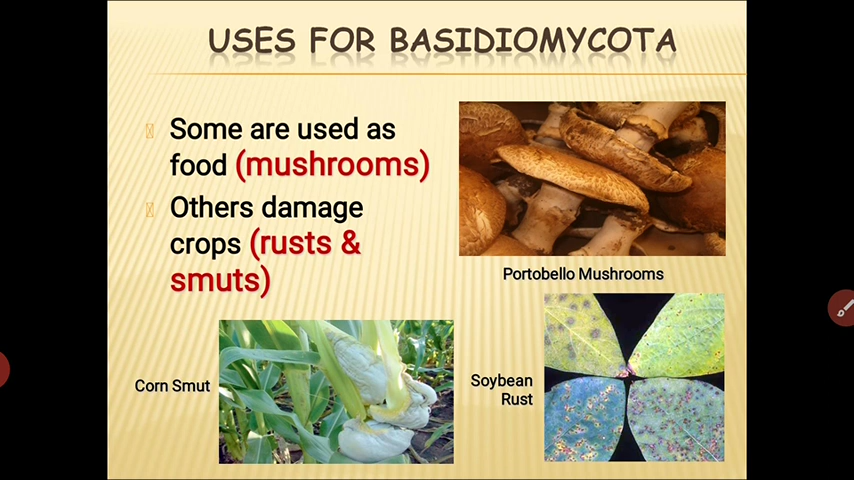 USES FOR BASIDIOMYCOTA
Some are used as
food (mushrooms)
Others damage
crops (rusts &
smuts)
Portobello Mushrooms
Corn Smut
Soybean
Rust